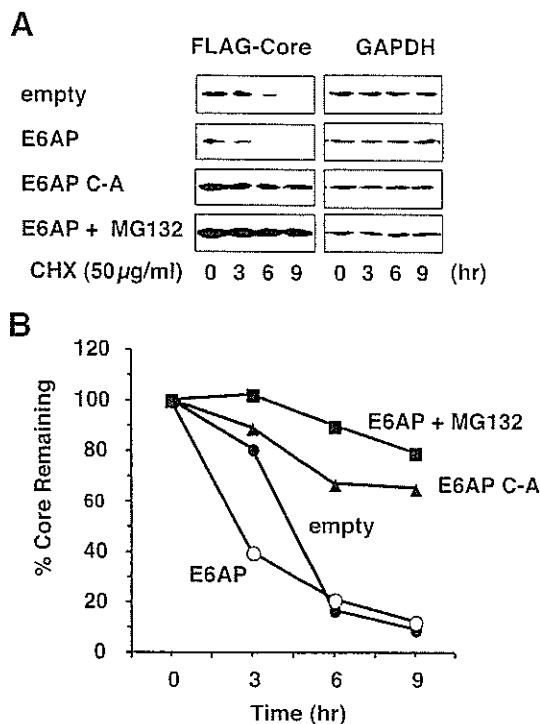 A
FLAG-Core GAPDH
empty
E6AP
E6AP C-A
E6AP + MG132
CHX (50µg/ml) 0 3 6 9 0 3 6 9 (hr)
B
120
100
80
60
40
20
0
% Core Remaining
E6AP + MG132
E6AP C-A
empty
E6AP
0 3 6 9
Time (hr)